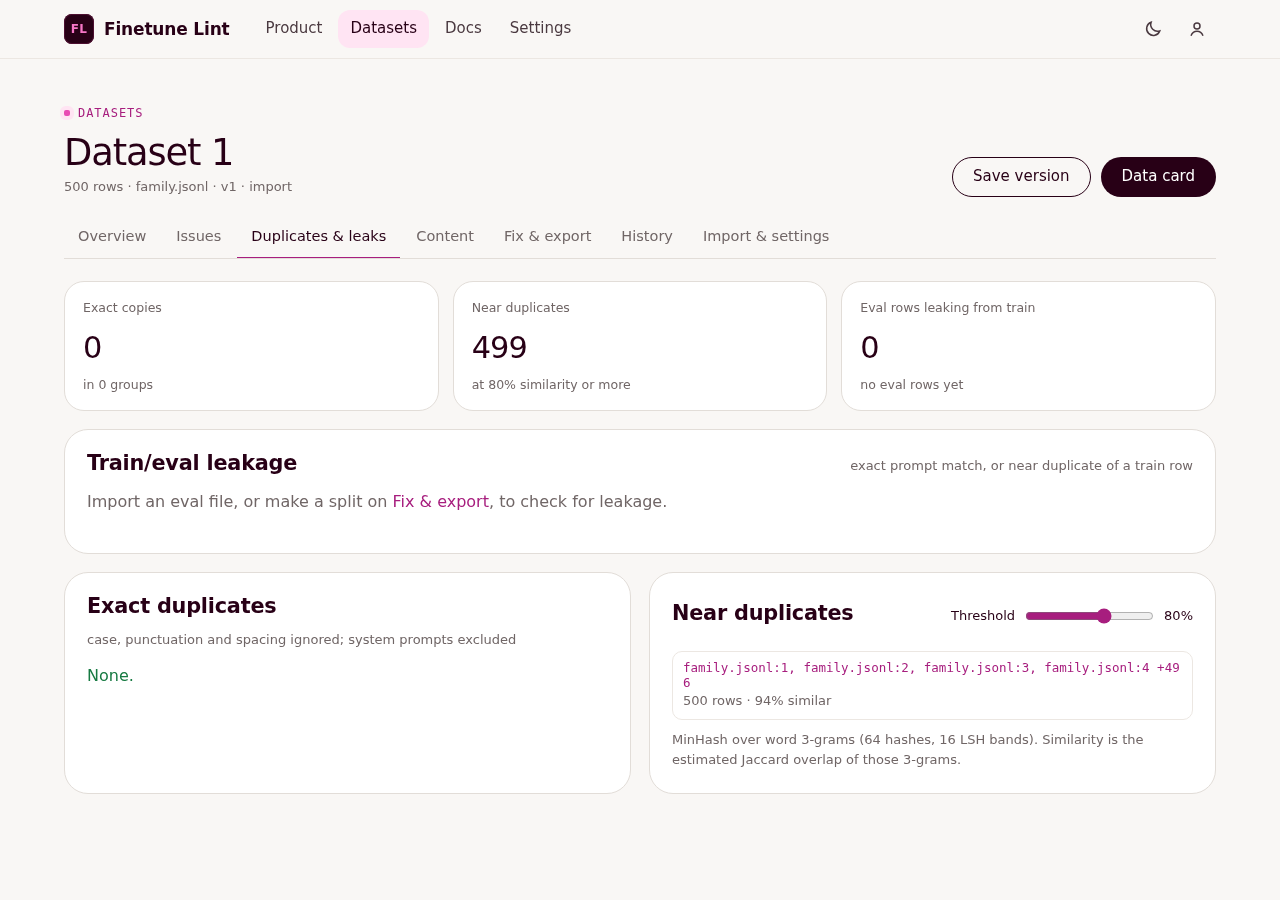 FL
Finetune Lint
Product
Datasets
Docs
Settings
DATASETS
Dataset 1
500 rows · family.jsonl · v1 · import
Save version
Data card
Overview
Issues
Duplicates & leaks
Content
Fix & export
History
Import & settings
Exact copies
0
in 0 groups
Near duplicates
499
at 80% similarity or more
Eval rows leaking from train
0
no eval rows yet
Train/eval leakage
exact prompt match, or near duplicate of a train row
Import an eval file, or make a split on Fix & export, to check for leakage.
Exact duplicates
case, punctuation and spacing ignored; system prompts excluded
None.
Near duplicates
Threshold
80%
family.jsonl:1, family.jsonl:2, family.jsonl:3, family.jsonl:4 +49
6
500 rows · 94% similar
MinHash over word 3-grams (64 hashes, 16 LSH bands). Similarity is the
estimated Jaccard overlap of those 3-grams.